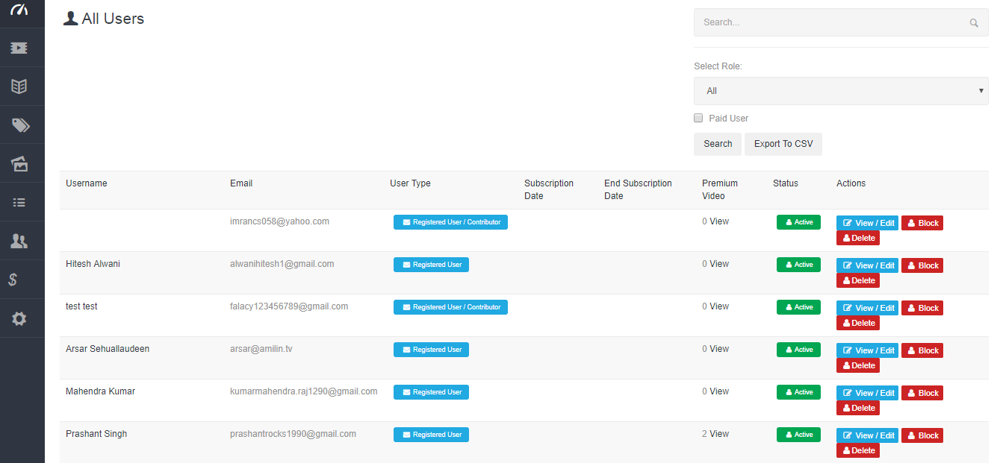 All Users
Search...
Select Role:
All
Paid User
Search Export To CSV
Username Email User Type Subscription Date End Subscription Date Premium Video Status Actions
imrancs058@yahoo.com Registered User / Contributor 0 View Active View / Edit Block
Delete
Hitesh Alwani alwanihitesh1@gmail.com Registered User 0 View Active View / Edit Block
Delete
test test falacy123456789@gmail.com Registered User / Contributor 0 View Active View / Edit Block
Delete
Arsar Sehuallaudeen arsar@amilin.tv Registered User 0 View Active View / Edit Block
Delete
Mahendra Kumar kumarmahendra.raj1290@gmail.com Registered User 0 View Active View / Edit Block
Delete
Prashant Singh prashantrocks1990@gmail.com Registered User 2 View Active View / Edit Block
Delete